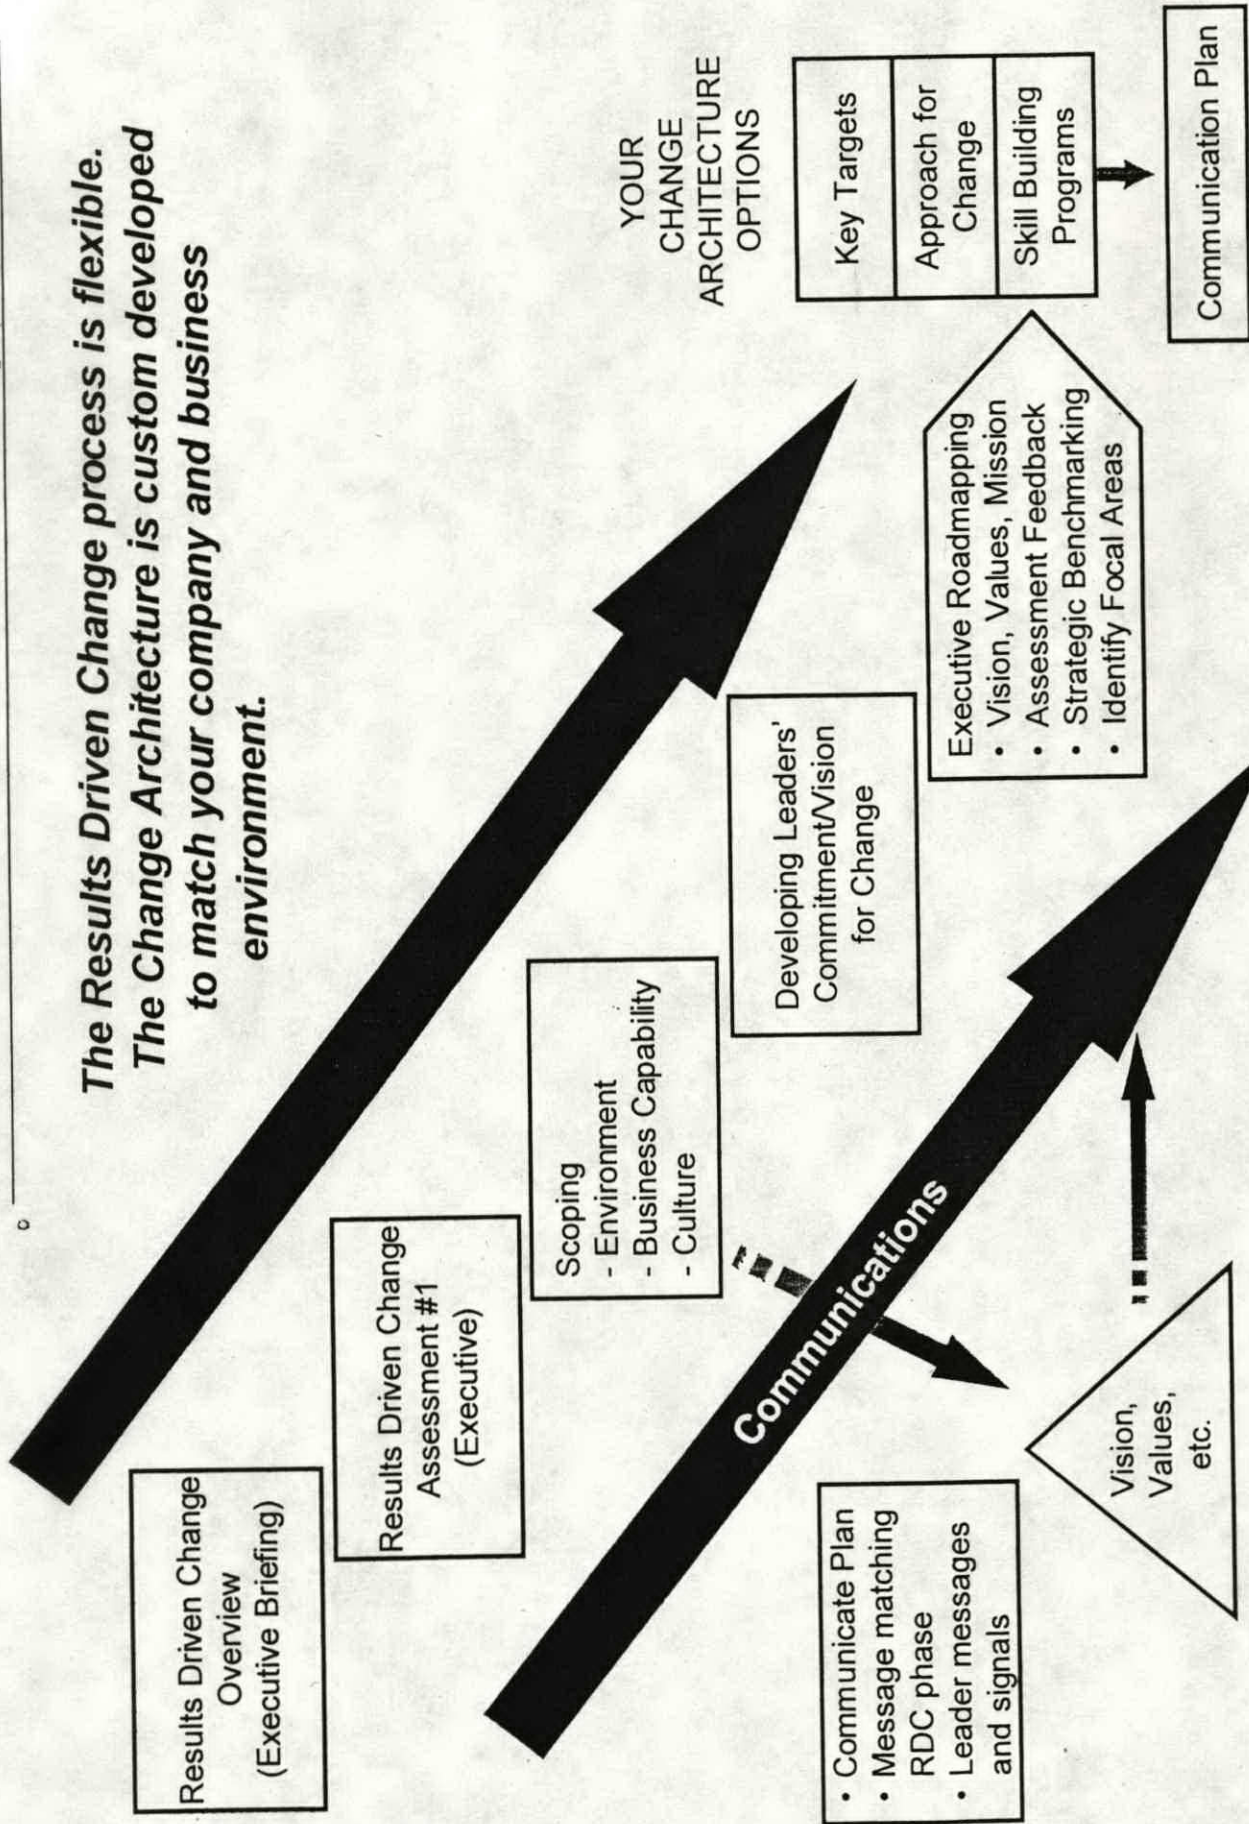 The Results Driven Change process is flexible.
The Change Architecture is custom developed
to match your company and business
environment.
Results Driven Change
Overview
(Executive Briefing)
Results Driven Change
Assessment #1
(Executive)
Scoping
- Environment
- Business Capability
- Culture
Developing Leaders'
Commitment/Vision
for Change
Executive Roadmapping
• Vision, Values, Mission
• Assessment Feedback
• Strategic Benchmarking
• Identify Focal Areas
YOUR
CHANGE
ARCHITECTURE
OPTIONS
Key Targets
Approach for
Change
Skill Building
Programs
Communication Plan
Communications
• Communicate Plan
• Message matching
RDC phase
• Leader messages
and signals
Vision,
Values,
etc.